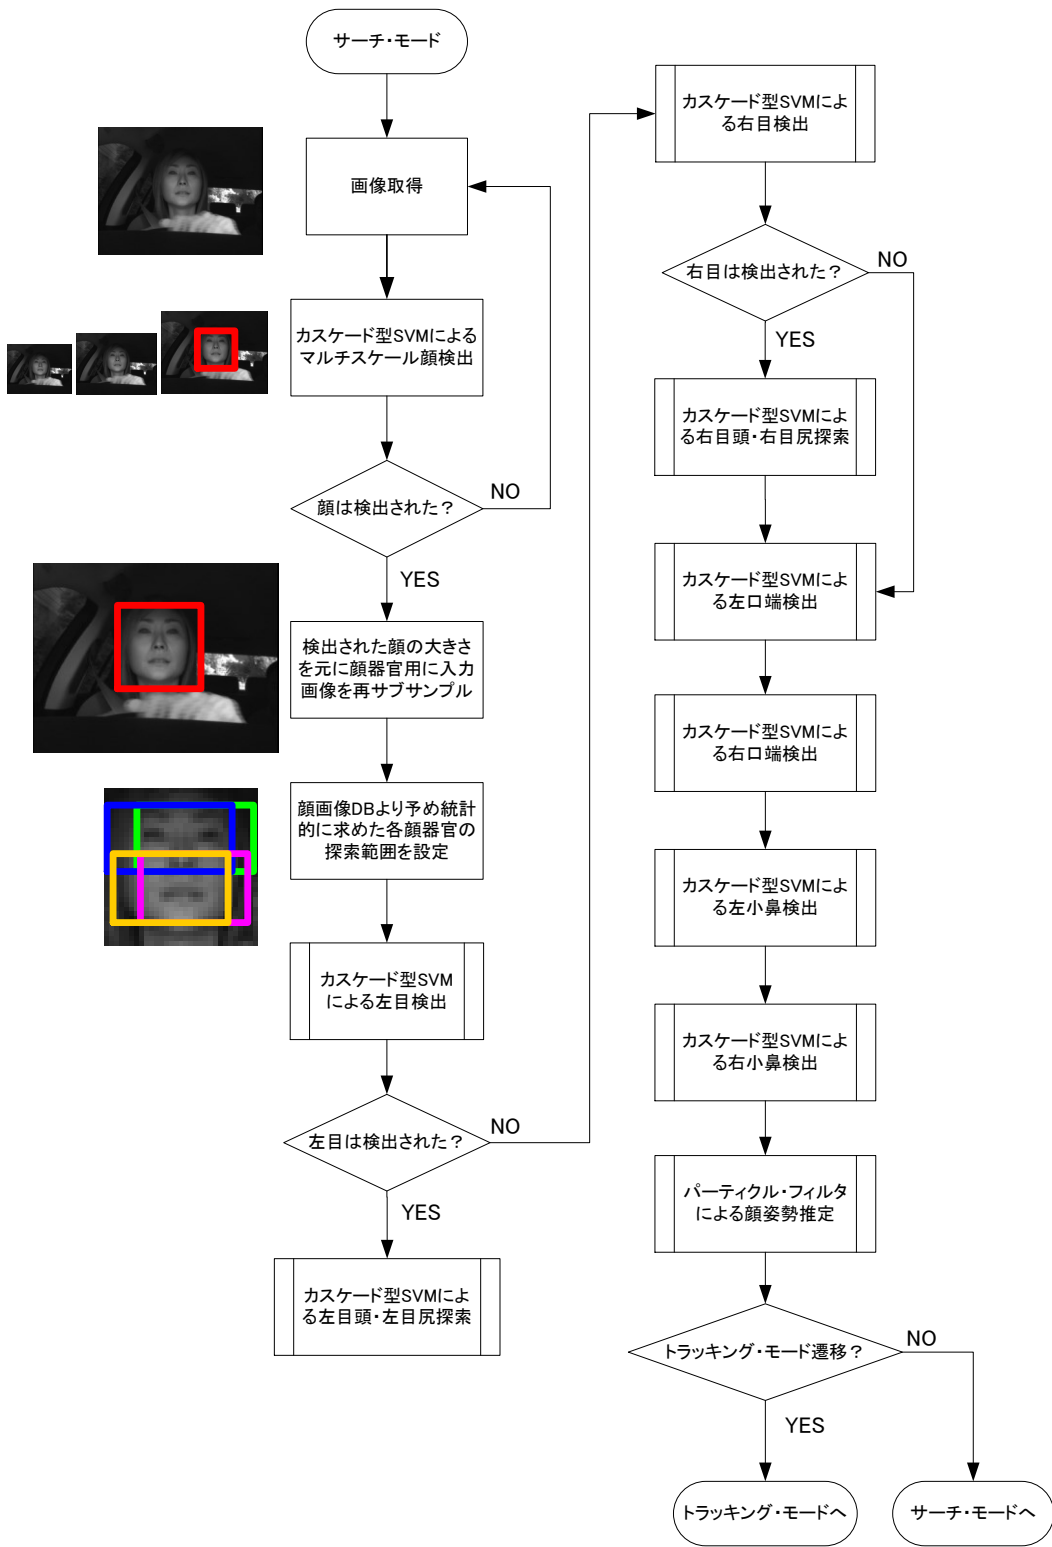 サーチ・モード
画像取得
カスケード型SVMによる
マルチスケール顔検出
顔は検出された？
NO
YES
検出された顔の大きさ
を元に顔器官用に入力
画像を再サブサンプル
顔画像DBより予め統計
的に求めた各顔器官の
探索範囲を設定
カスケード型SVM
による左目検出
左目は検出された？
NO
YES
カスケード型SVMによ
る左目頭・左目尻探索
カスケード型SVMによ
る右目検出
右目は検出された？
NO
YES
カスケード型SVMによ
る右目頭・右目尻探索
カスケード型SVMによ
る左口端検出
カスケード型SVMによ
る右口端検出
カスケード型SVMによ
る左小鼻検出
カスケード型SVMによ
る右小鼻検出
パーティクル・フィルタ
による顔姿勢推定
トラッキング・モード遷移？
NO
YES
トラッキング・モードへ
サーチ・モードへ